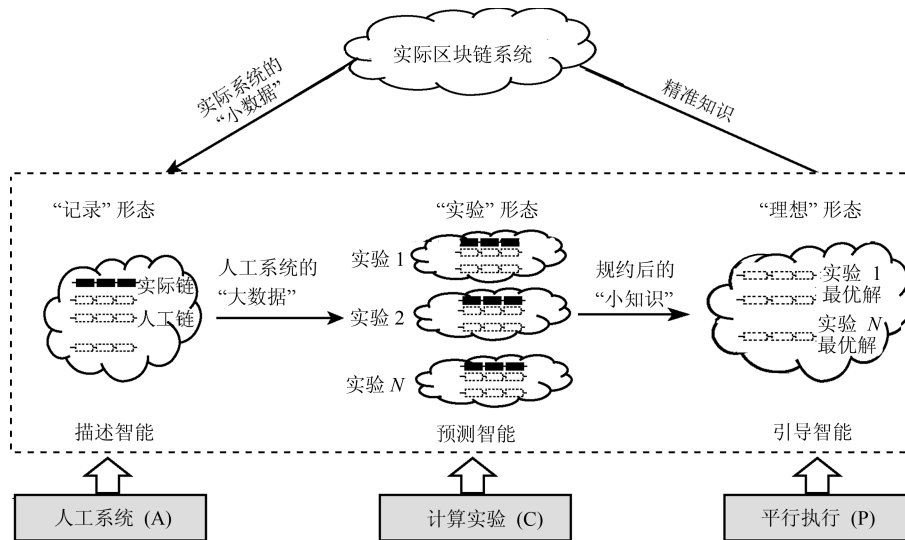 实际区块链系统
实际系统的
“小数据”
精准知识
“记录” 形态
“实验” 形态
“理想” 形态
实际链
人工链
人工系统的
“大数据”
实验 1
实验 2
实验 N
规约后的
“小知识”
实验 1
最优解
实验 N
最优解
描述智能
预测智能
引导智能
人工系统 (A)
计算实验 (C)
平行执行 (P)